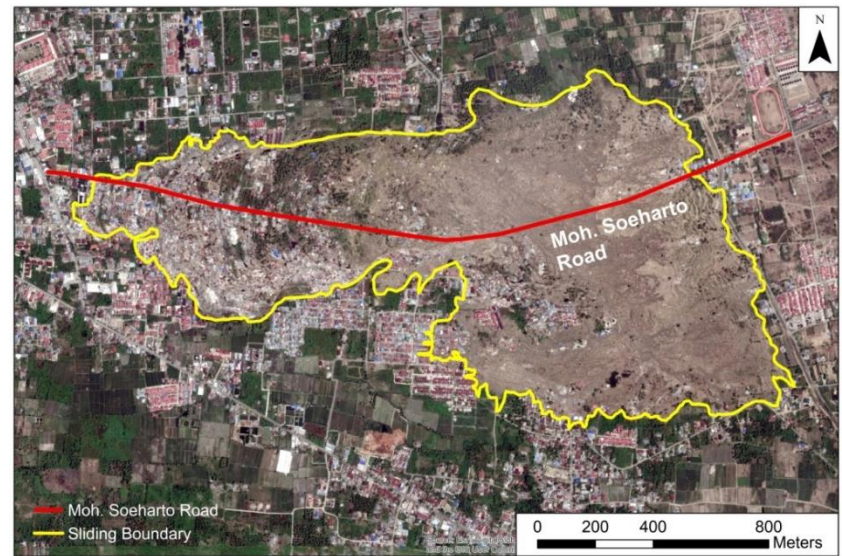 N
Moh. Soeharto
Road
Moh. Soeharto Road
Sliding Boundary
0 200 400 800
Meters